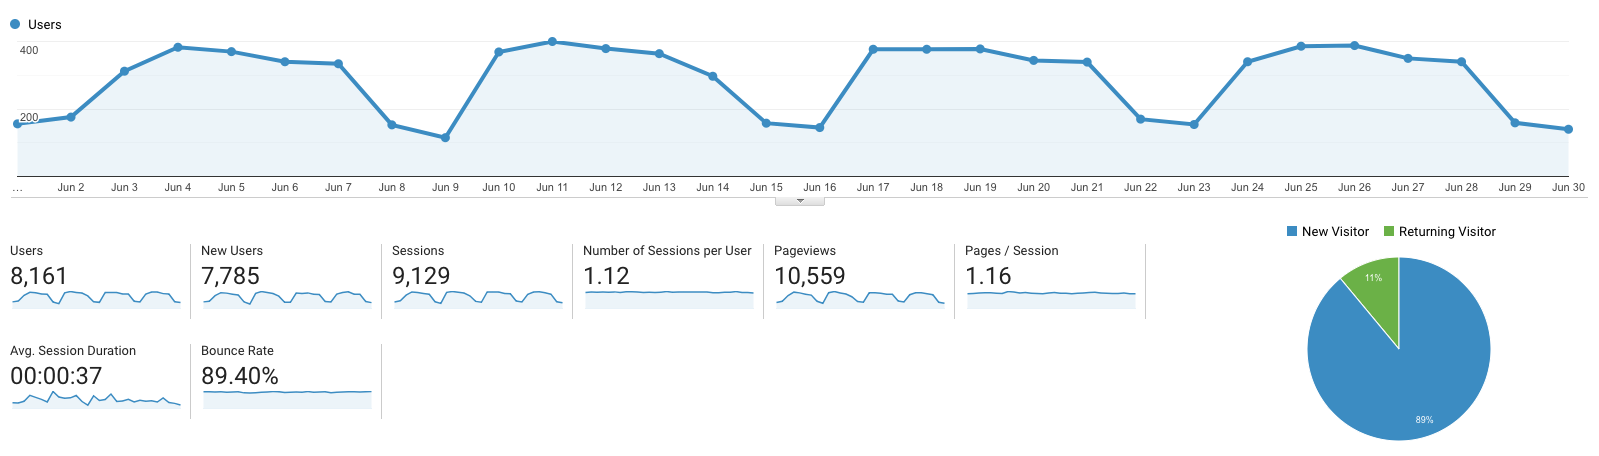 Users
400
200
... Jun 2 Jun 3 Jun 4 Jun 5 Jun 6 Jun 7 Jun 8 Jun 9 Jun 10 Jun 11 Jun 12 Jun 13 Jun 14 Jun 15 Jun 16 Jun 17 Jun 18 Jun 19 Jun 20 Jun 21 Jun 22 Jun 23 Jun 24 Jun 25 Jun 26 Jun 27 Jun 28 Jun 29 Jun 30
New Visitor Returning Visitor
Users New Users Sessions Number of Sessions per User Pageviews Pages / Session
8,161 7,785 9,129 1.12 10,559 1.16
11%
Avg. Session Duration Bounce Rate
00:00:37 89.40%
89%